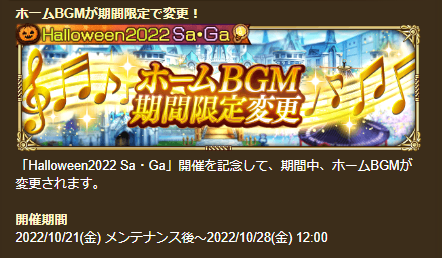 ホームBGMが期間限定で変更！
Halloween2022 Sa・Ga
ホームBGM
期間限定変更
「Halloween2022 Sa・Ga」開催を記念して、期間中、ホームBGMが
変更されます。
開催期間
2022/10/21(金) メンテナンス後～2022/10/28(金) 12:00